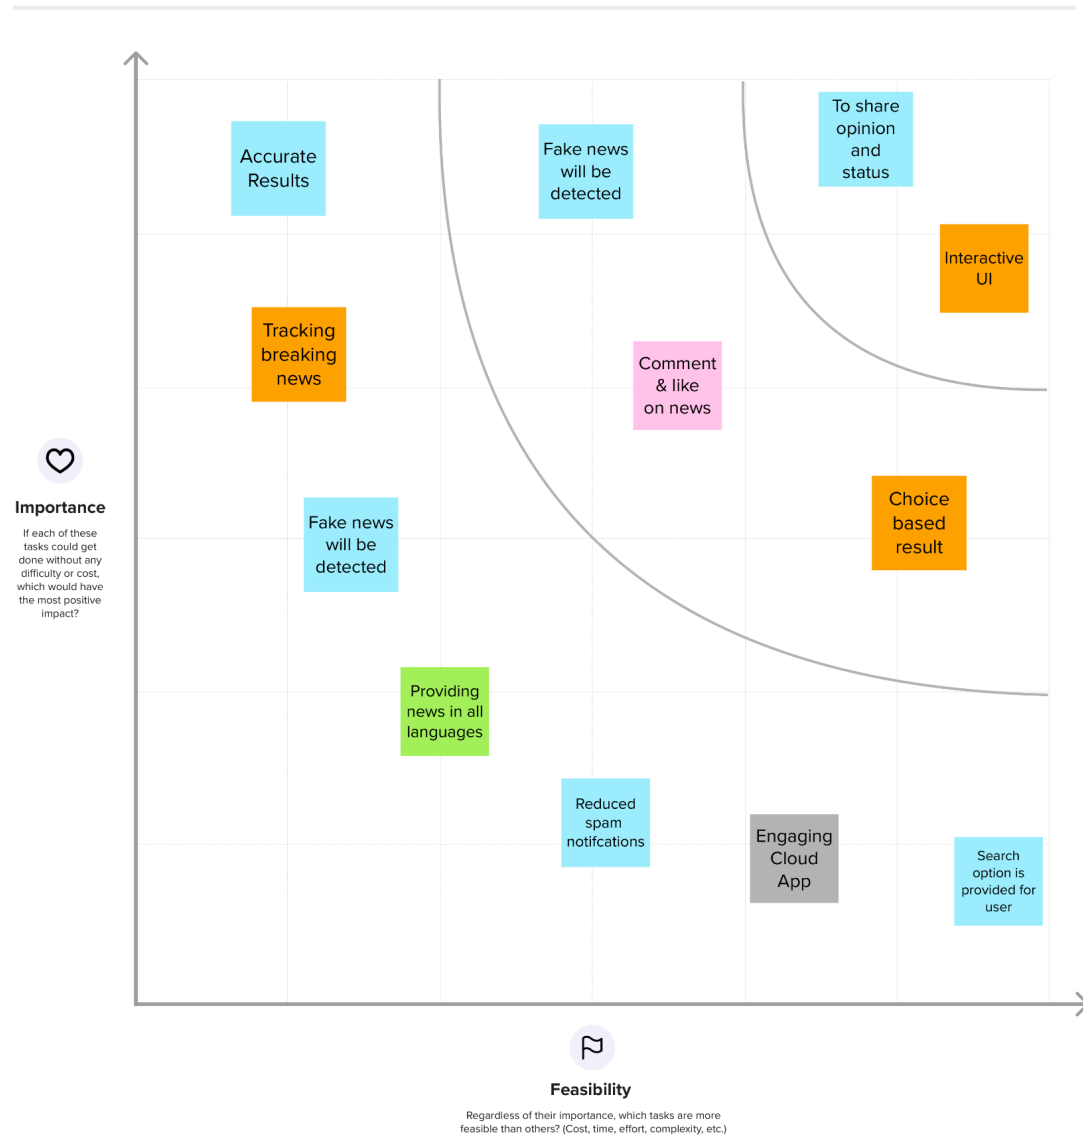 To share
opinion
and
status
Accurate
Results
Fake news
will be
detected
Interactive
UI
Tracking
breaking
news
Comment
& like
on news
Importance
If each of these
tasks could get
done without any
difficulty or cost,
which would have
the most positive
impact?
Fake news
will be
detected
Choice
based
result
Providing
news in all
languages
Reduced
spam
notifcations
Engaging
Cloud
App
Search
option is
provided for
user
Feasibility
Regardless of their importance, which tasks are more
feasible than others? (Cost, time, effort, complexity, etc.)